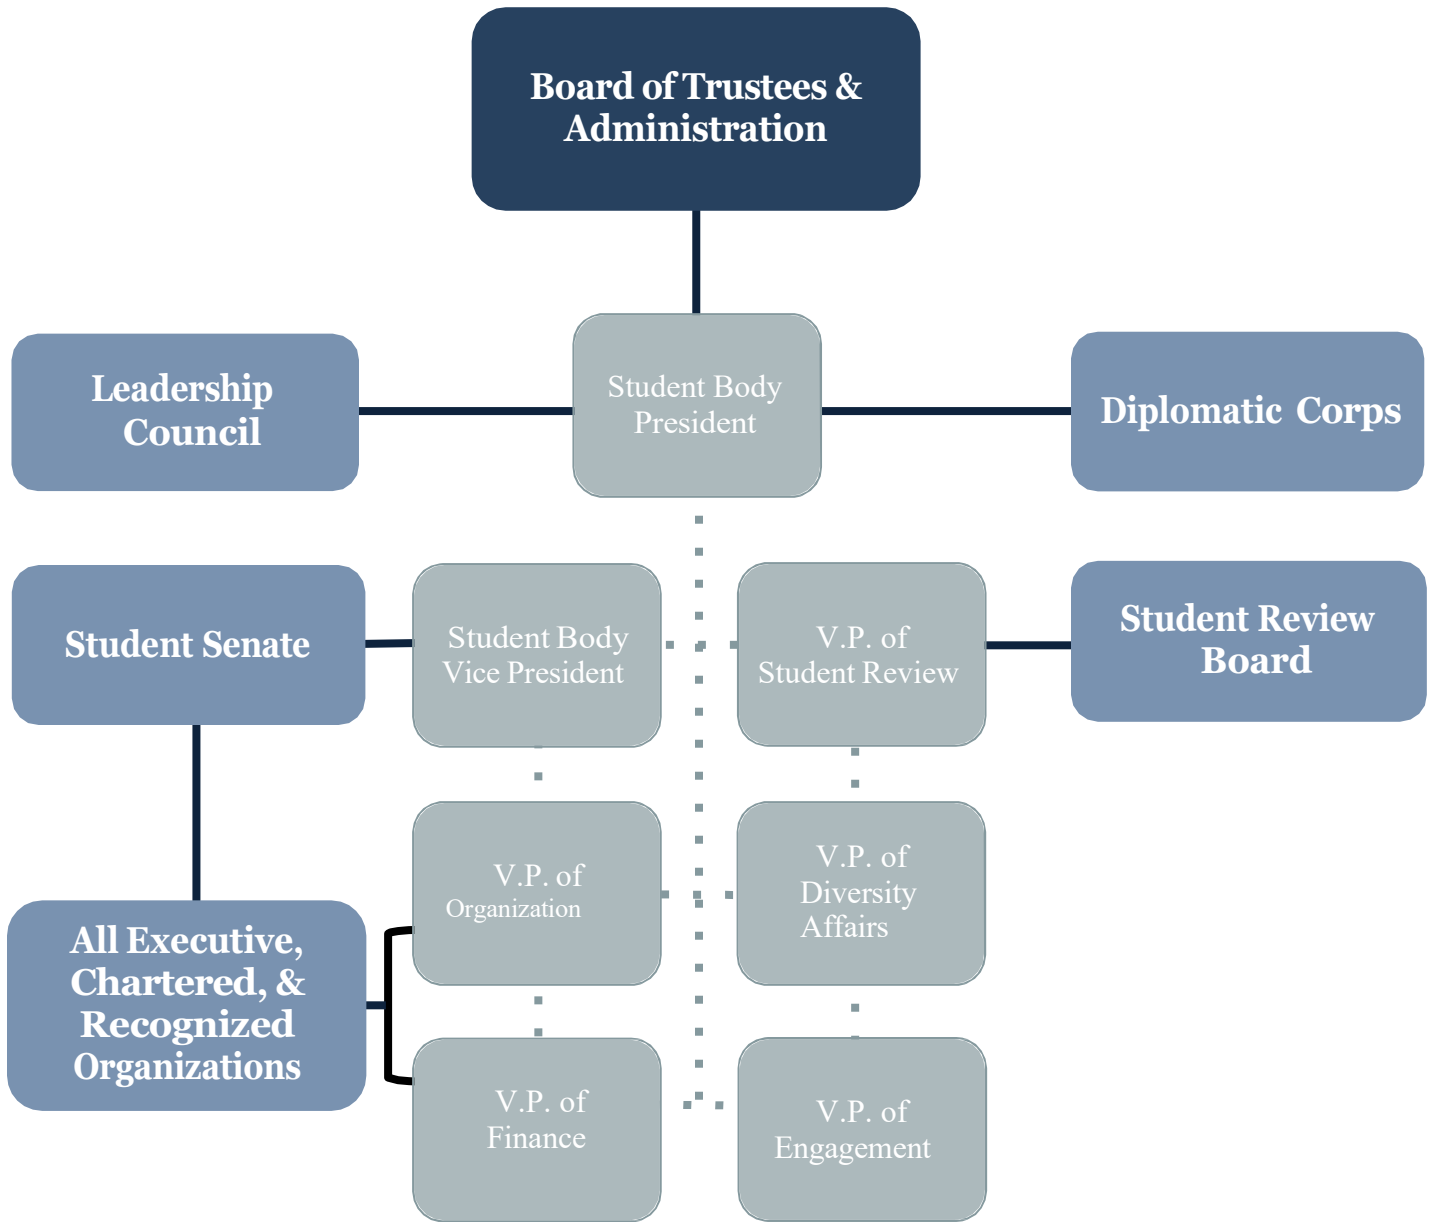 Board of Trustees &
Administration
Leadership
Council
Student Body
President
Diplomatic Corps
Student Senate
Student Body
Vice President
V.P. of
Student Review
Student Review
Board
V.P. of
Organization
V.P. of
Diversity
Affairs
All Executive,
Chartered, &
Recognized
Organizations
V.P. of
Finance
V.P. of
Engagement